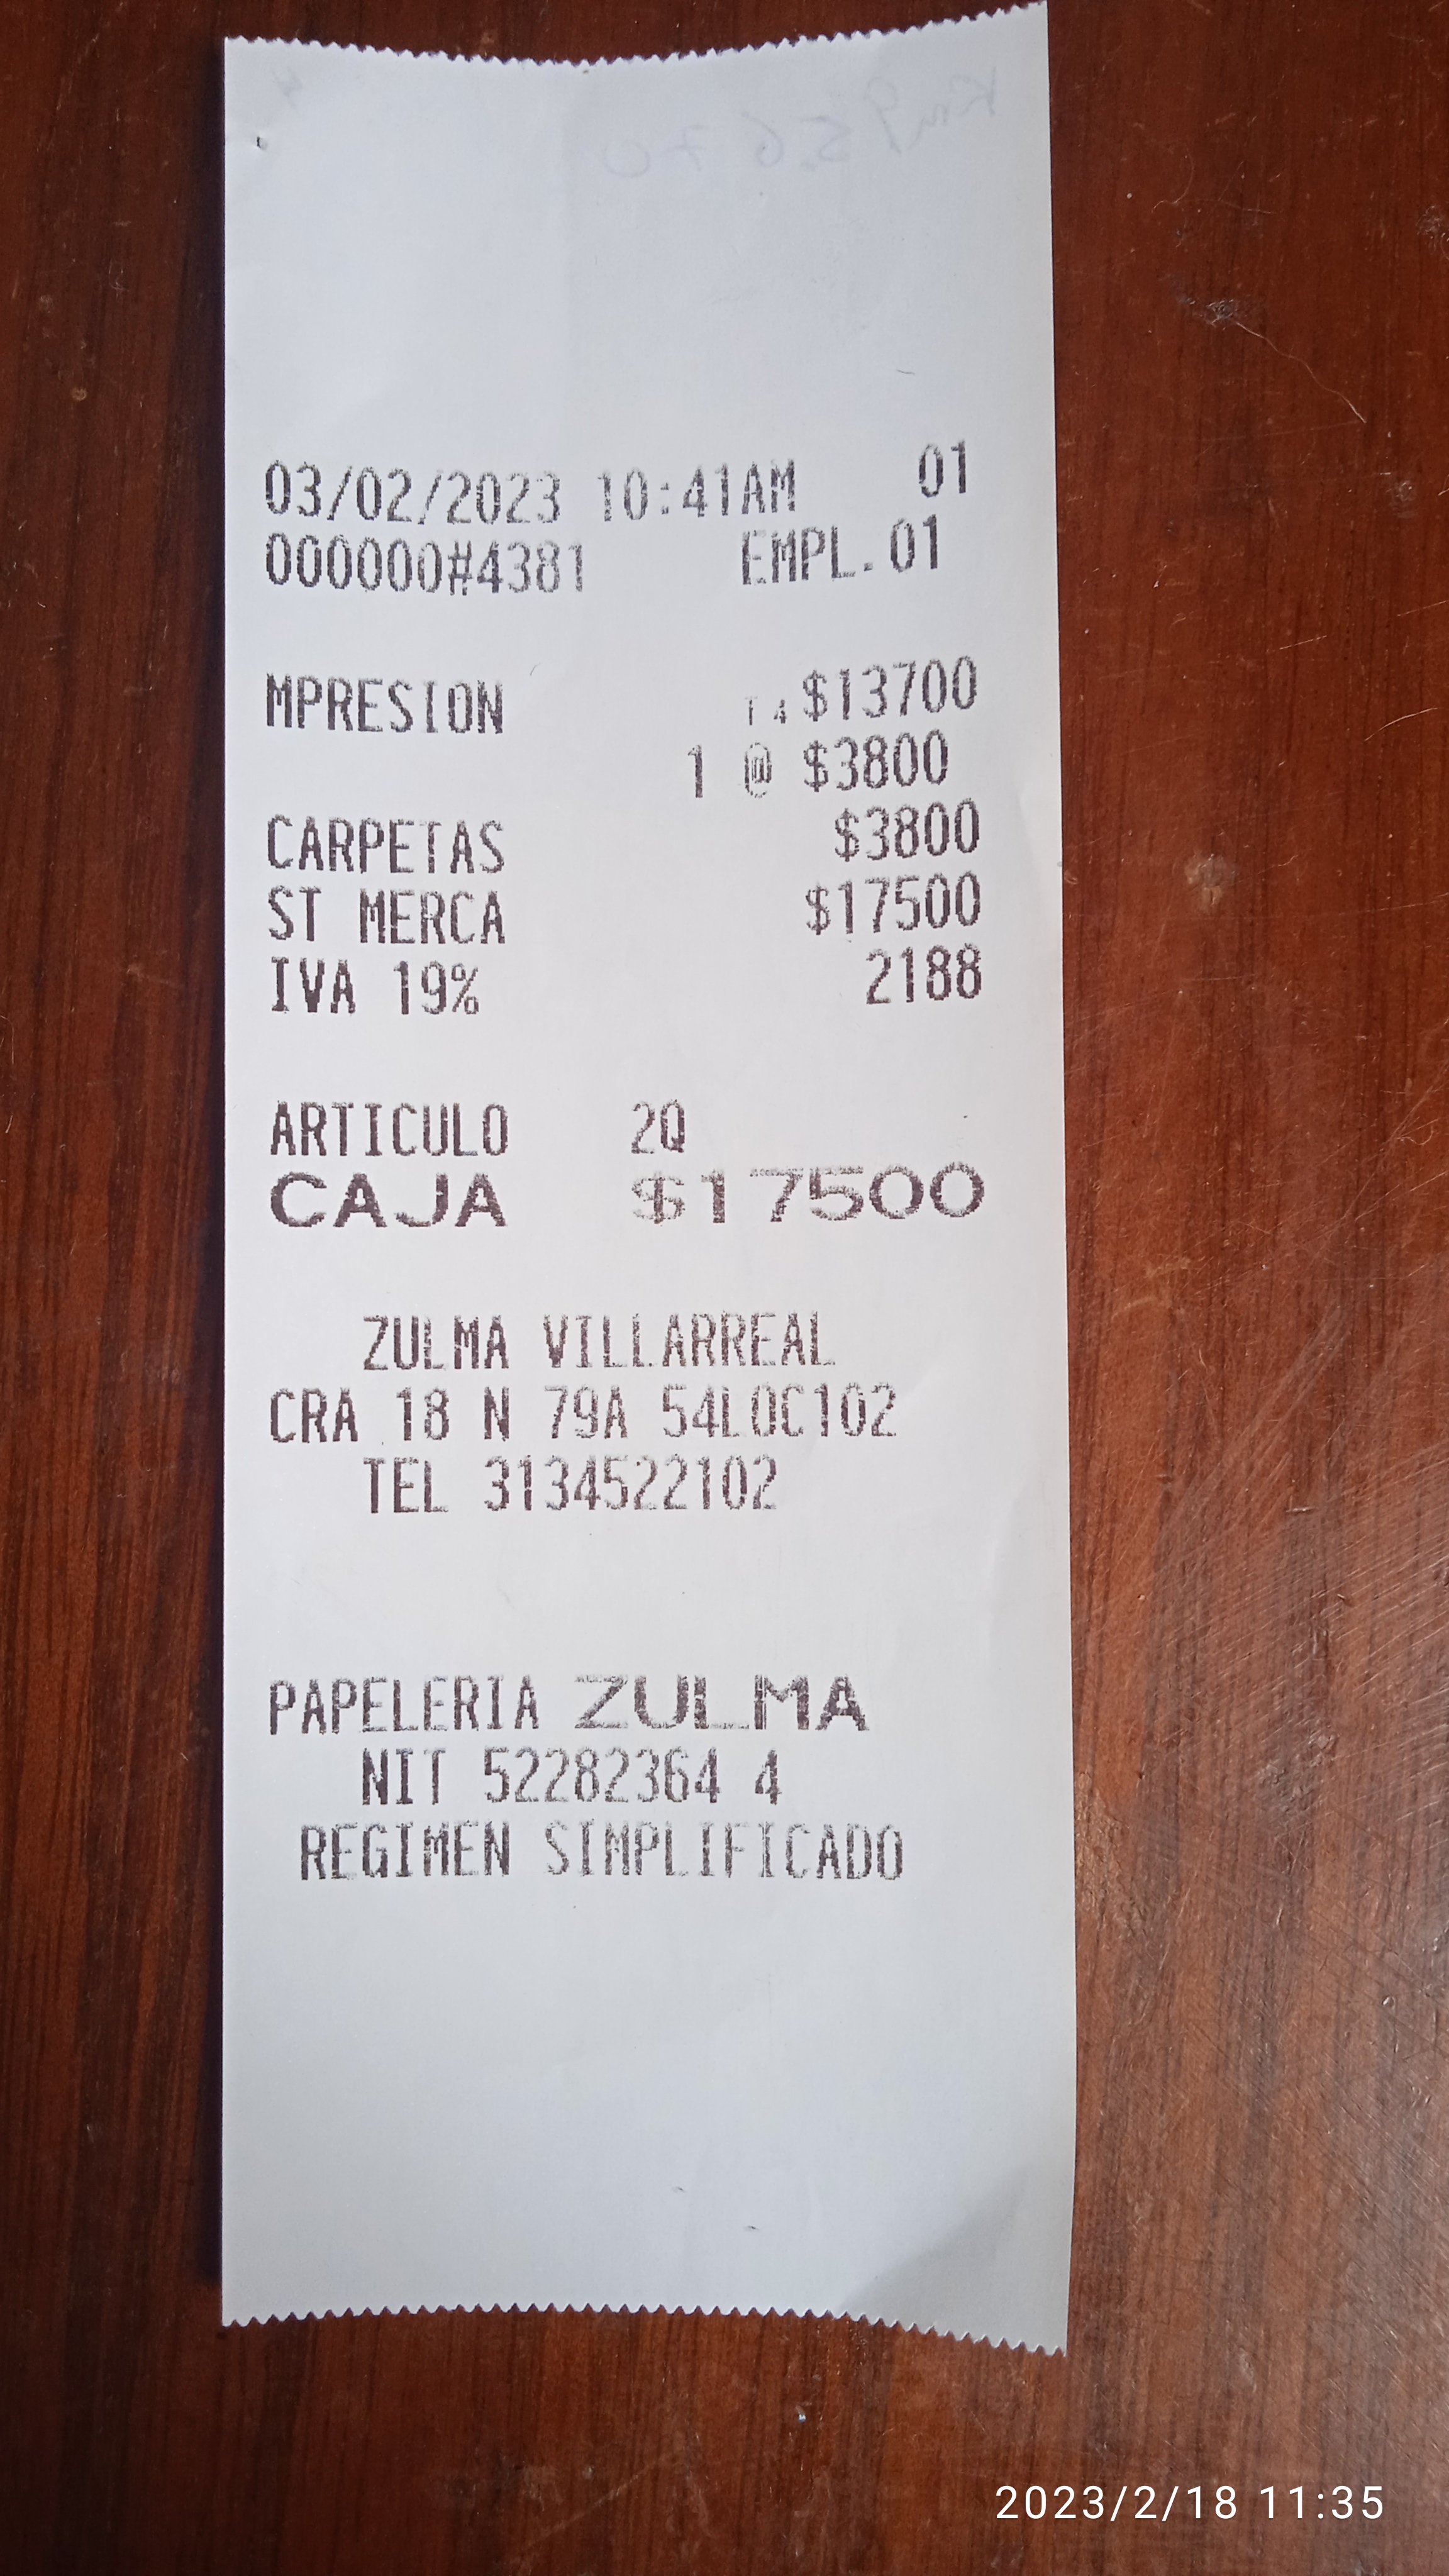 03/02/2023 10:41AM 01
000000#4381 EMPL.01
MPRESION T4 $13700
1 @ $3800
CARPETAS $3800
ST MERCA $17500
IVA 19% 2188
ARTICULO 2Q
CAJA $17500
ZULMA VILLARREAL
CRA 18 N 79A 54LOC102
TEL 3134522102
PAPELERIA ZULMA
NIT 52282364 4
REGIMEN SIMPLIFICADO
2023/2/18 11:35